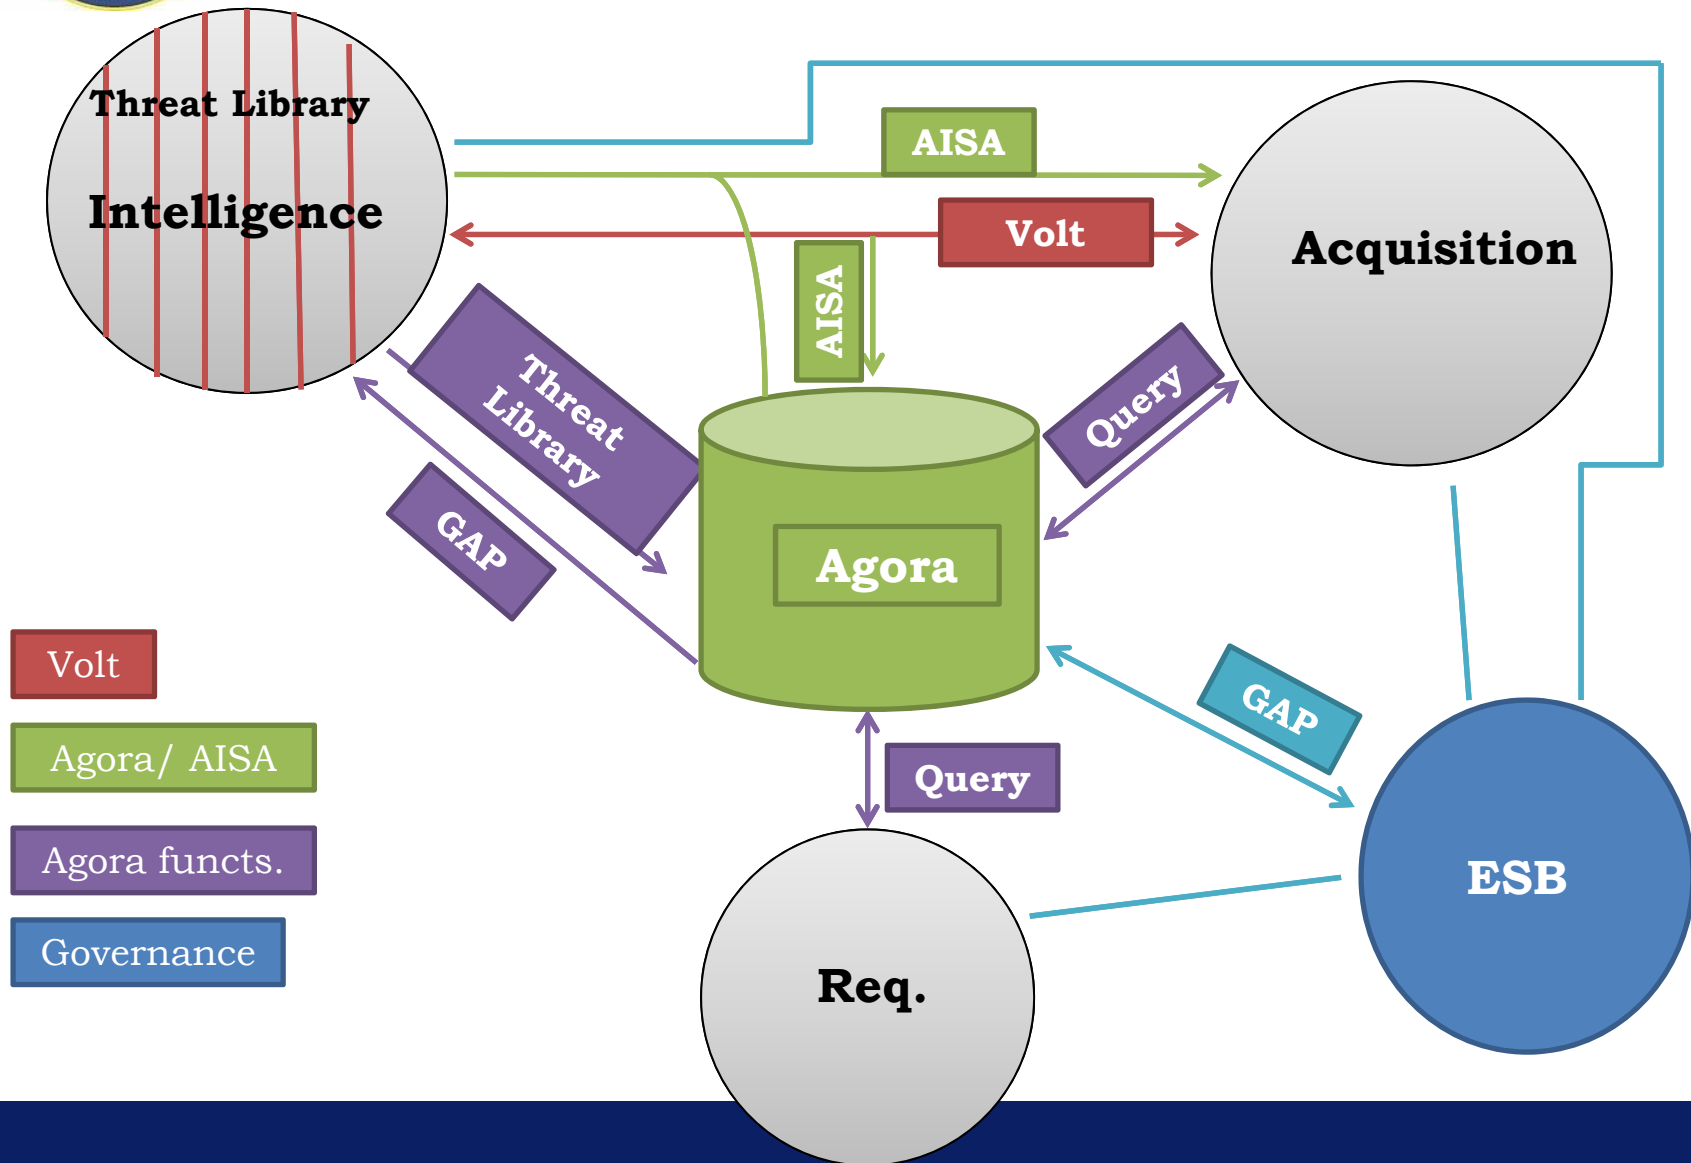 Threat Library
Intelligence
AISA
Volt
Acquisition
AISA
Threat
Library
Query
GAP
Agora
Volt
GAP
Agora/ AISA
Query
Agora functs.
ESB
Governance
Req.